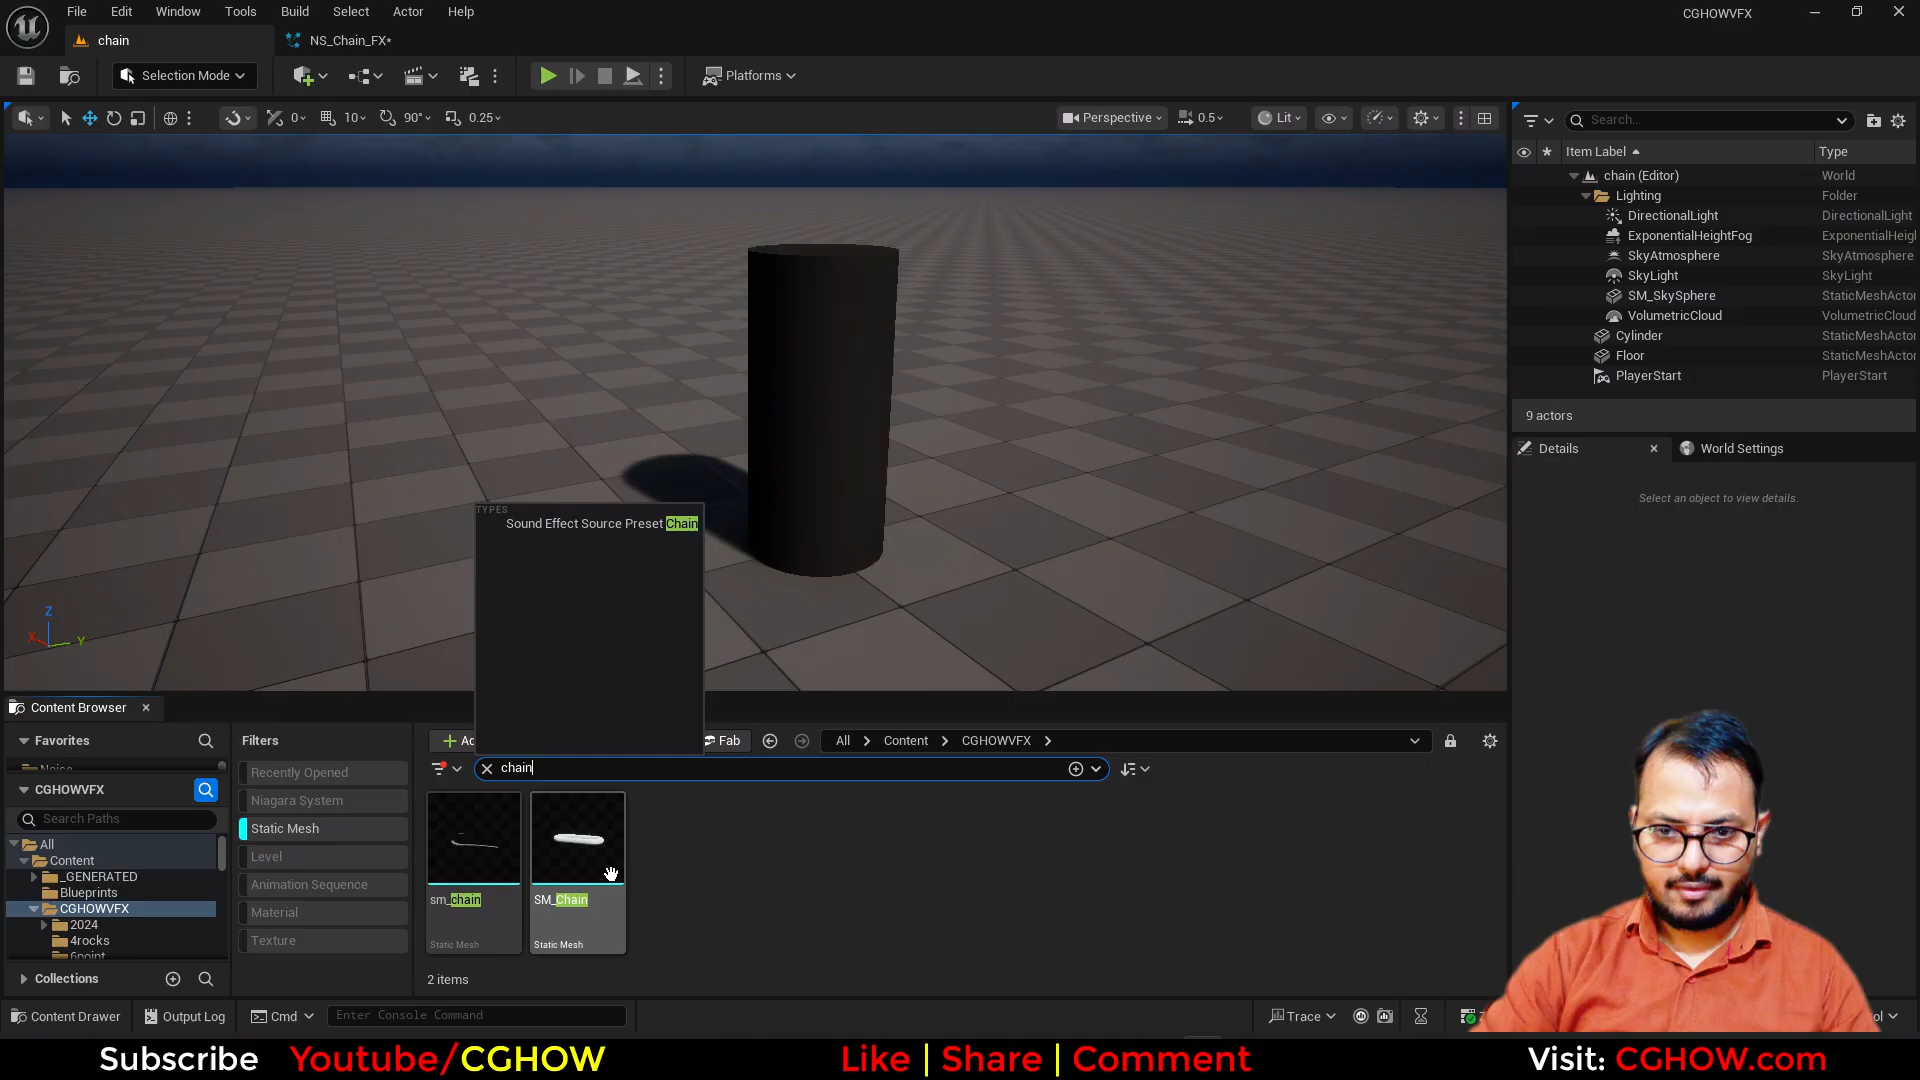 File Edit Window Tools Build Select Actor Help
CGHOWVFX
chain
NS_Chain_FX*
Selection Mode
Platforms
0
10
90°
0.25
Perspective
0.5
Lit
Search...
Item Label
Type
chain (Editor) World
Lighting Folder
DirectionalLight DirectionalLight
ExponentialHeightFog ExponentialHeigl
SkyAtmosphere SkyAtmosphere
SkyLight SkyLight
SM_SkySphere StaticMeshActor
VolumetricCloud VolumetricCloud
Cylinder StaticMeshActor
Floor StaticMeshActor
PlayerStart PlayerStart
9 actors
Details
World Settings
Select an object to view details.
TYPES
Sound Effect Source Preset Chain
Z
X
Y
Content Browser
Favorites
Noise
CGHOWVFX
Search Paths
All
Content
_GENERATED
Blueprints
CGHOWVFX
2024
4rocks
6point
Collections
Filters
Recently Opened
Niagara System
Static Mesh
Level
Animation Sequence
Material
Texture
Fab
All
Content
CGHOWVFX
chain
sm_chain
Static Mesh
SM_Chain
Static Mesh
2 items
Content Drawer
Output Log
Cmd
Enter Console Command
Trace
Subscribe Youtube/CGHOW
Like | Share | Comment
Visit: CGHOW.com